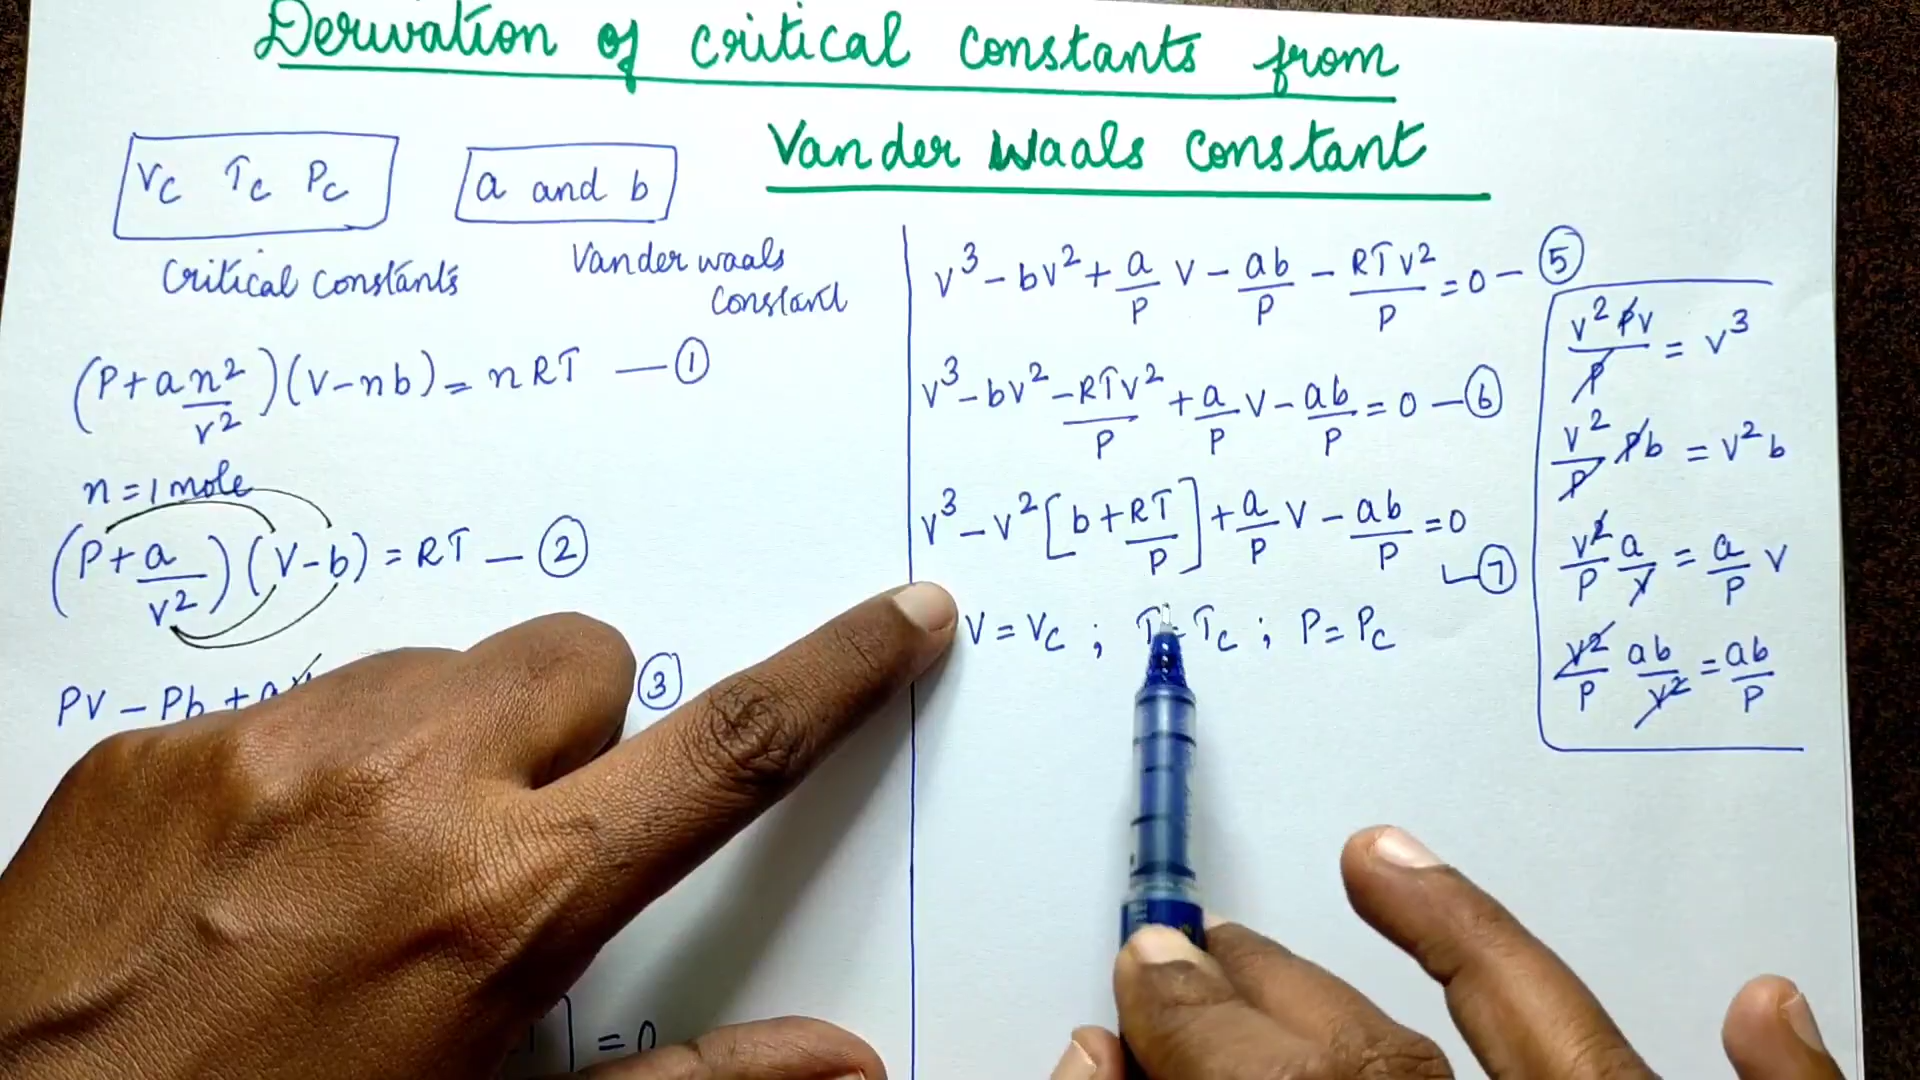 Derivation of critical constants from
Vander Waals constant
Vc Tc Pc
a and b
Critical constants
Vander waals
constant
(P+an²/v²)(v-nb)=nRT — ①
n = 1 mole
(P+a/v²)(v-b)=RT — ②
PV - Pb +
③
= 0
v³-bv²+a/P v-ab/P-RTv²/P=0 — ⑤
v³-bv²-RTv²/P+a/P v-ab/P=0 — ⑥
v³-v²[b+RT/P]+a/P v-ab/P=0
⑦
V=Vc ; T=Tc ; P=Pc
v²Pv/P = v³
v²/P Pb = v²b
v²/P a/v = a/P v
v²/P ab/v² = ab/P